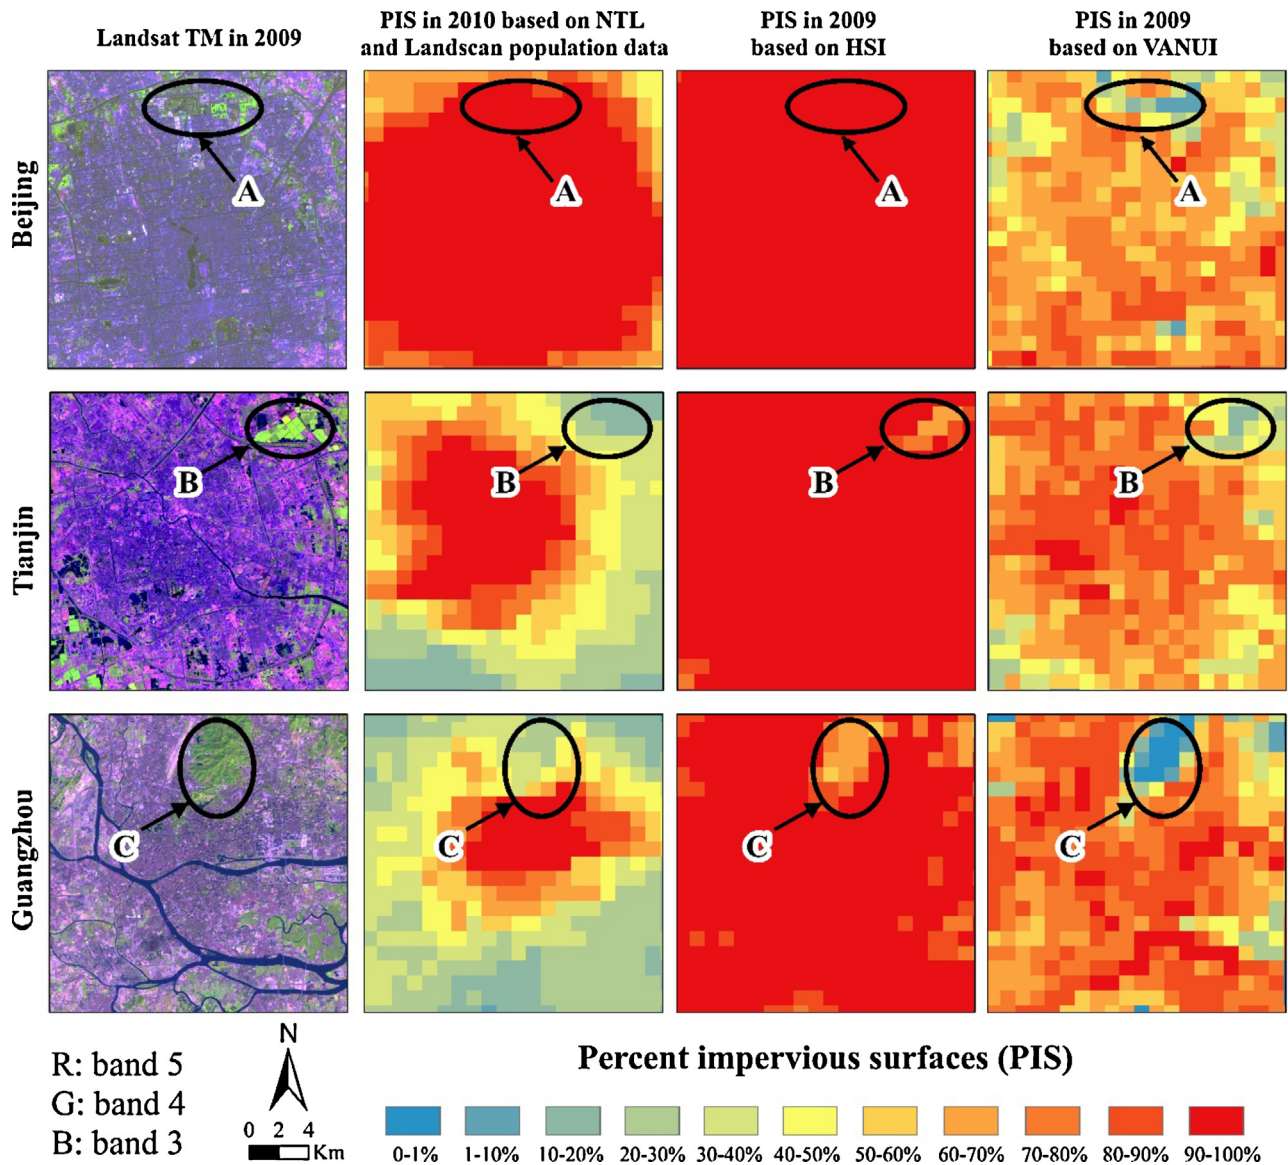 Landsat TM in 2009
PIS in 2010 based on NTL
and Landscan population data
PIS in 2009
based on HSI
PIS in 2009
based on VANUI
Beijing
A
A
A
A
Tianjin
B
B
B
B
Guangzhou
C
C
C
C
R: band 5
G: band 4
B: band 3
N
0 2 4
Km
Percent impervious surfaces (PIS)
0-1% 1-10% 10-20% 20-30% 30-40% 40-50% 50-60% 60-70% 70-80% 80-90% 90-100%